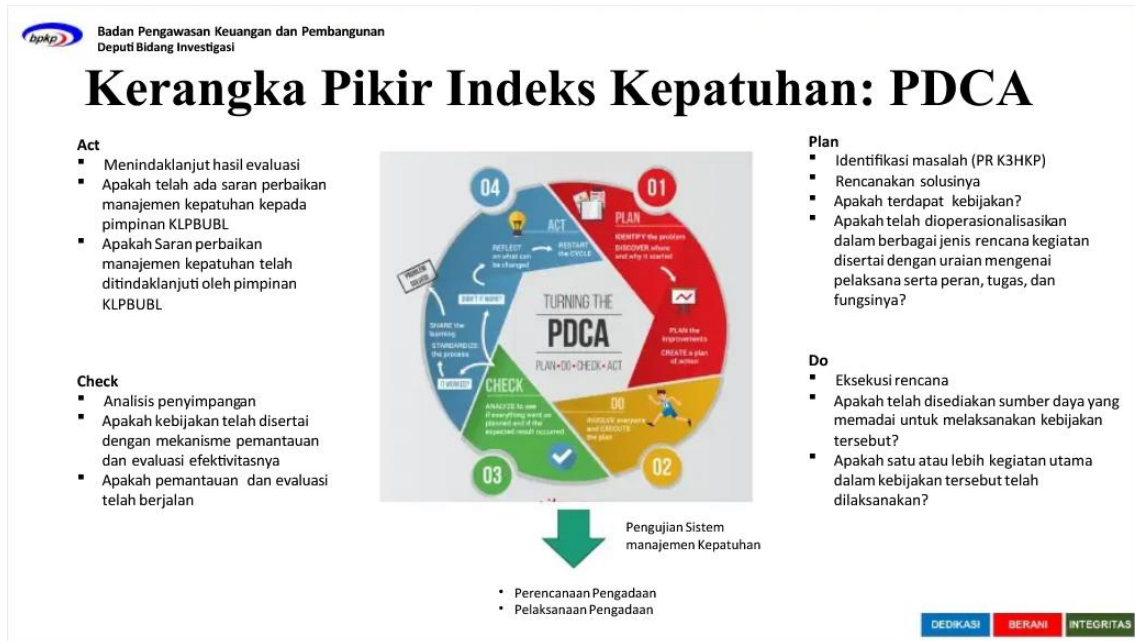 bpkp
Badan Pengawasan Keuangan dan Pembangunan
Deputi Bidang Investigasi
Kerangka Pikir Indeks Kepatuhan: PDCA
Act
▪ Menindaklanjut hasil evaluasi
▪ Apakah telah ada saran perbaikan
manajemen kepatuhan kepada
pimpinan KLPBUBL
▪ Apakah Saran perbaikan
manajemen kepatuhan telah
ditindaklanjuti oleh pimpinan
KLPBUBL
Check
▪ Analisis penyimpangan
▪ Apakah kebijakan telah disertai
dengan mekanisme pemantauan
dan evaluasi efektivitasnya
▪ Apakah pemantauan dan evaluasi
telah berjalan
04
ACT
REFLECT
on what can
be changed
RESTART
the CYCLE
PROBLEM
SOLVED
DIDN'T IT WORK?
SHARE the
learning
STANDARDIZE
the process
IT WORKED?
01
PLAN
IDENTIFY the problem
DISCOVER where
and why it started
PLAN the
improvements
CREATE a plan
of action
TURNING THE
PDCA
PLAN•DO•CHECK•ACT
CHECK
ANALYZE to see
if everything went as
planned and if the
expected result occurred
03
DO
INVOLVE everyone
and EXECUTE
the plan
02
Plan
▪ Identifikasi masalah (PR K3HKP)
▪ Rencanakan solusinya
▪ Apakah terdapat kebijakan?
▪ Apakah telah dioperasionalisasikan
dalam berbagai jenis rencana kegiatan
disertai dengan uraian mengenai
pelaksana serta peran, tugas, dan
fungsinya?
Do
▪ Eksekusi rencana
▪ Apakah telah disediakan sumber daya yang
memadai untuk melaksanakan kebijakan
tersebut?
▪ Apakah satu atau lebih kegiatan utama
dalam kebijakan tersebut telah
dilaksanakan?
Pengujian Sistem
manajemen Kepatuhan
• Perencanaan Pengadaan
• Pelaksanaan Pengadaan
DEDIKASI
BERANI
INTEGRITAS